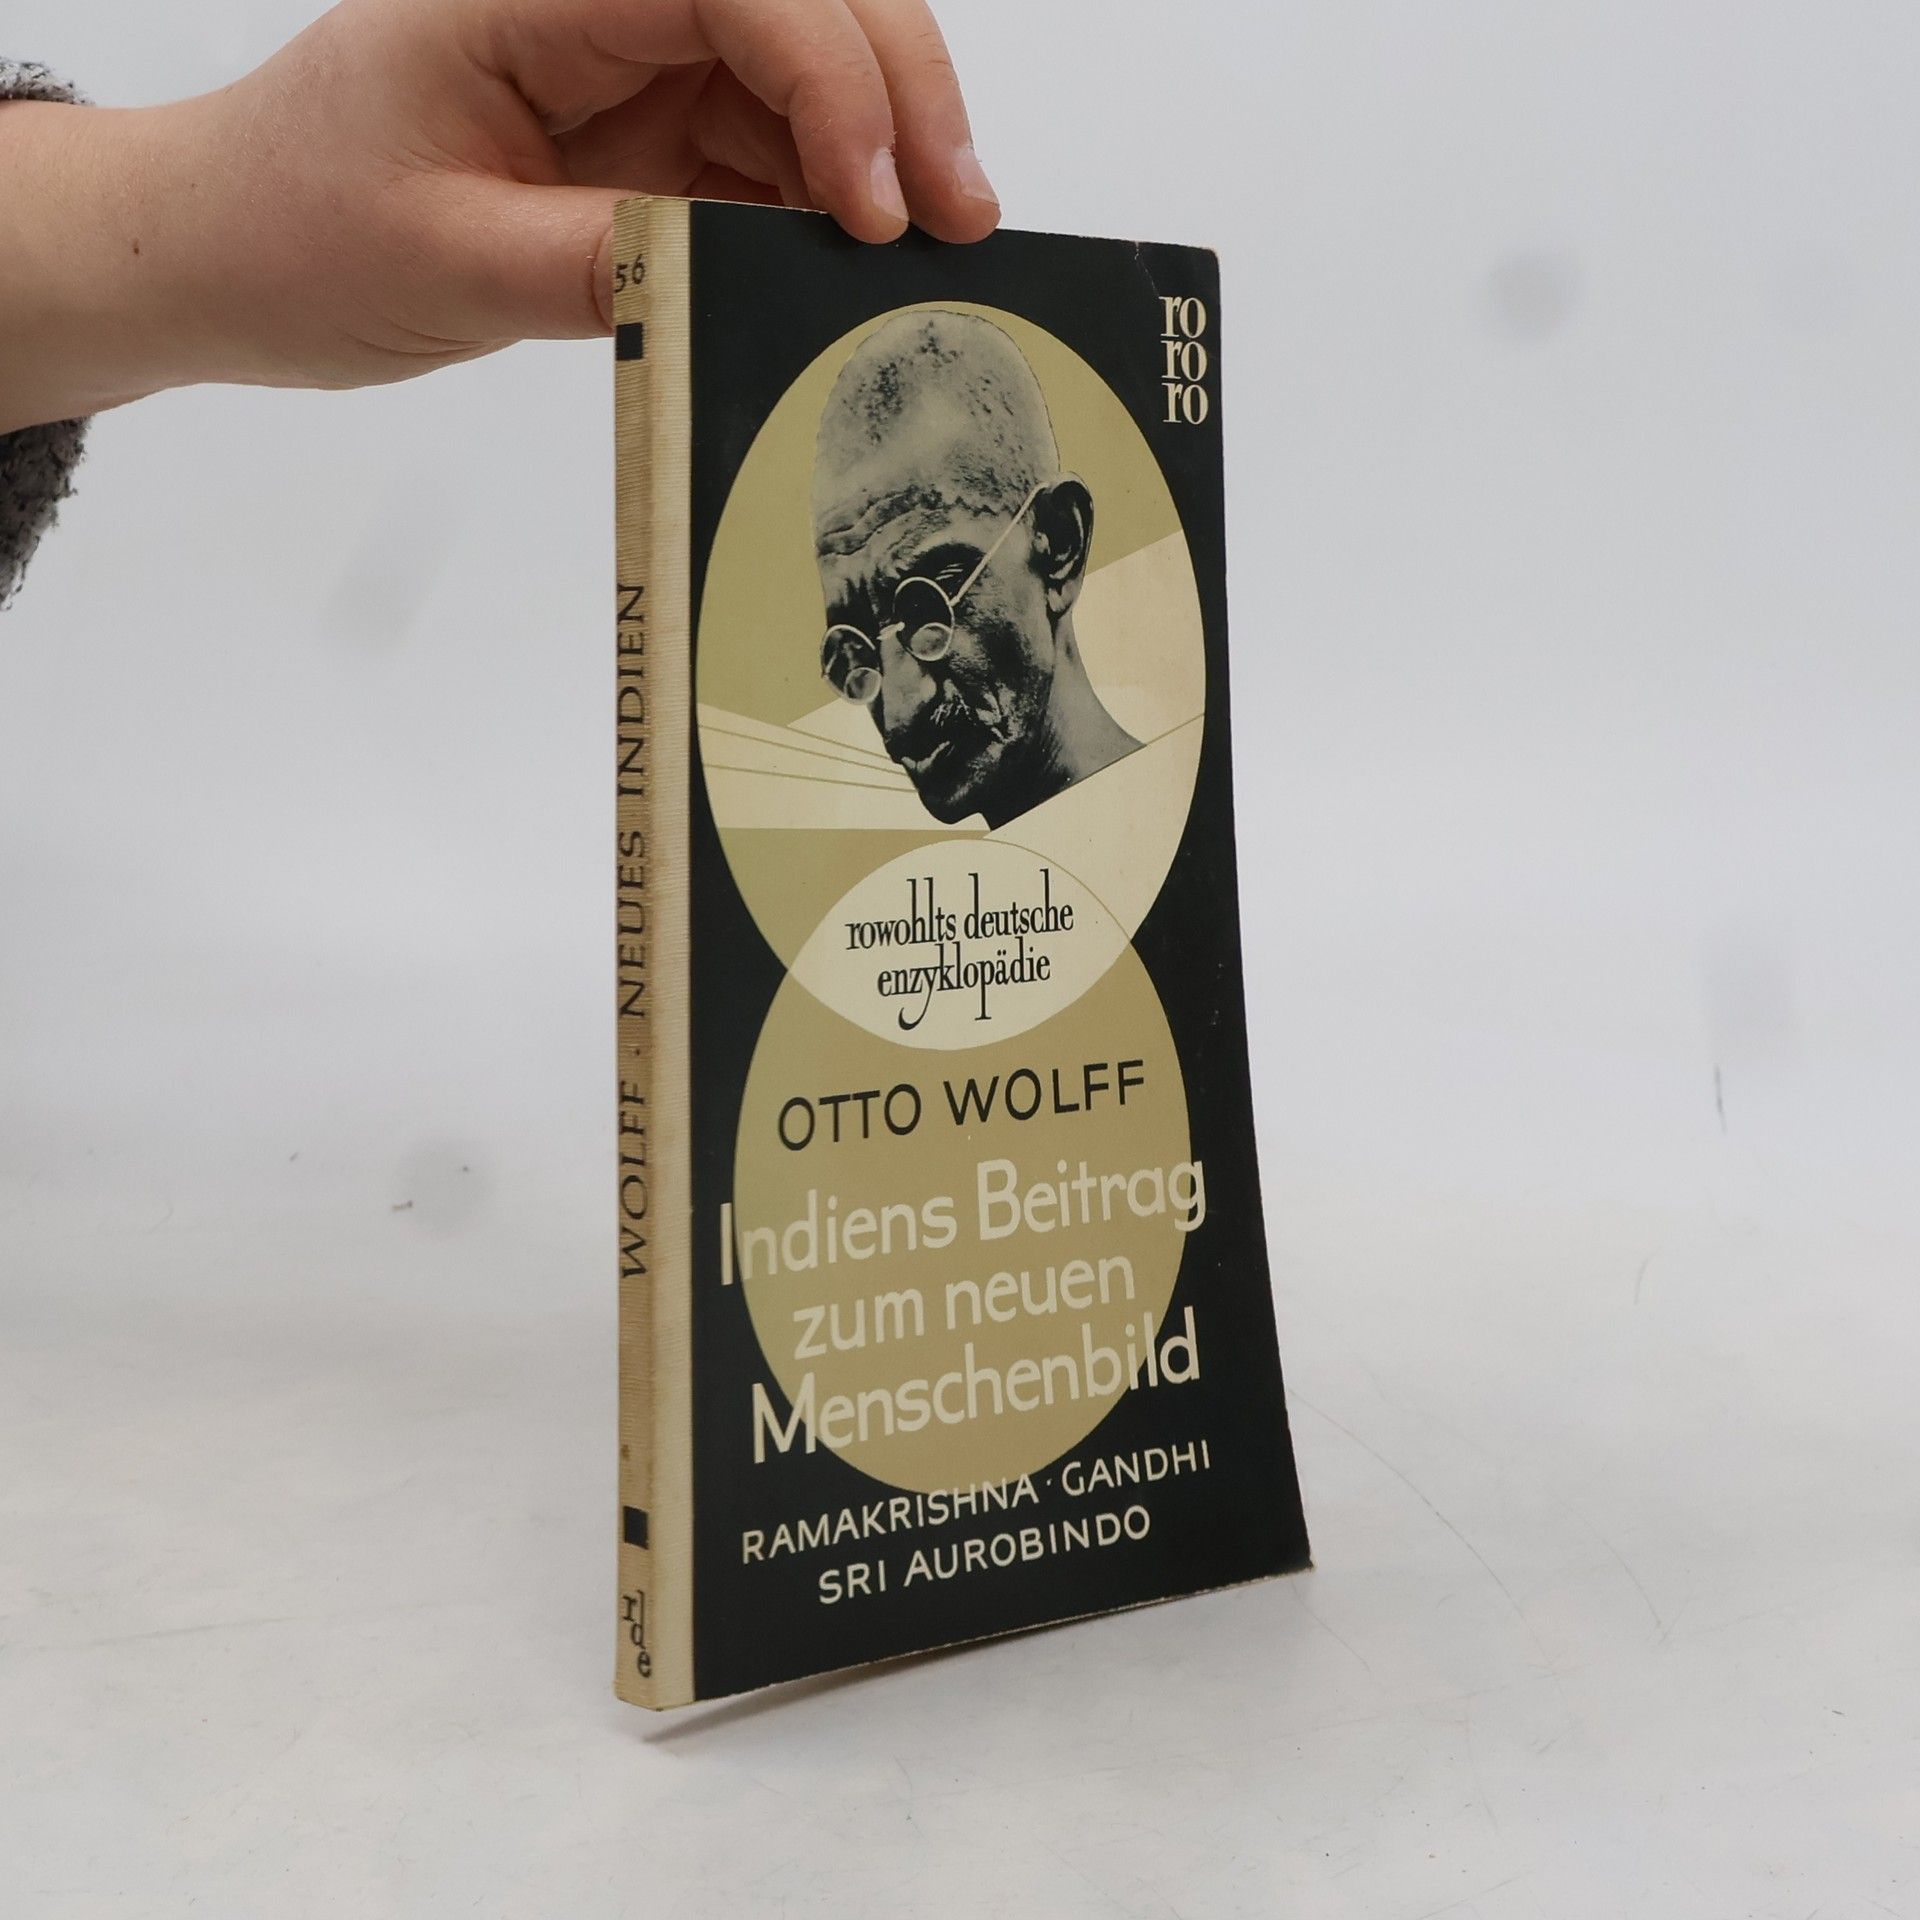 56
WOLFF · NEUES INDIEN
rde
ro
ro
ro
rowohlts deutsche
enzyklopädie
OTTO WOLFF
Indiens Beitrag
zum neuen
Menschenbild
RAMAKRISHNA · GANDHI
SRI AUROBINDO